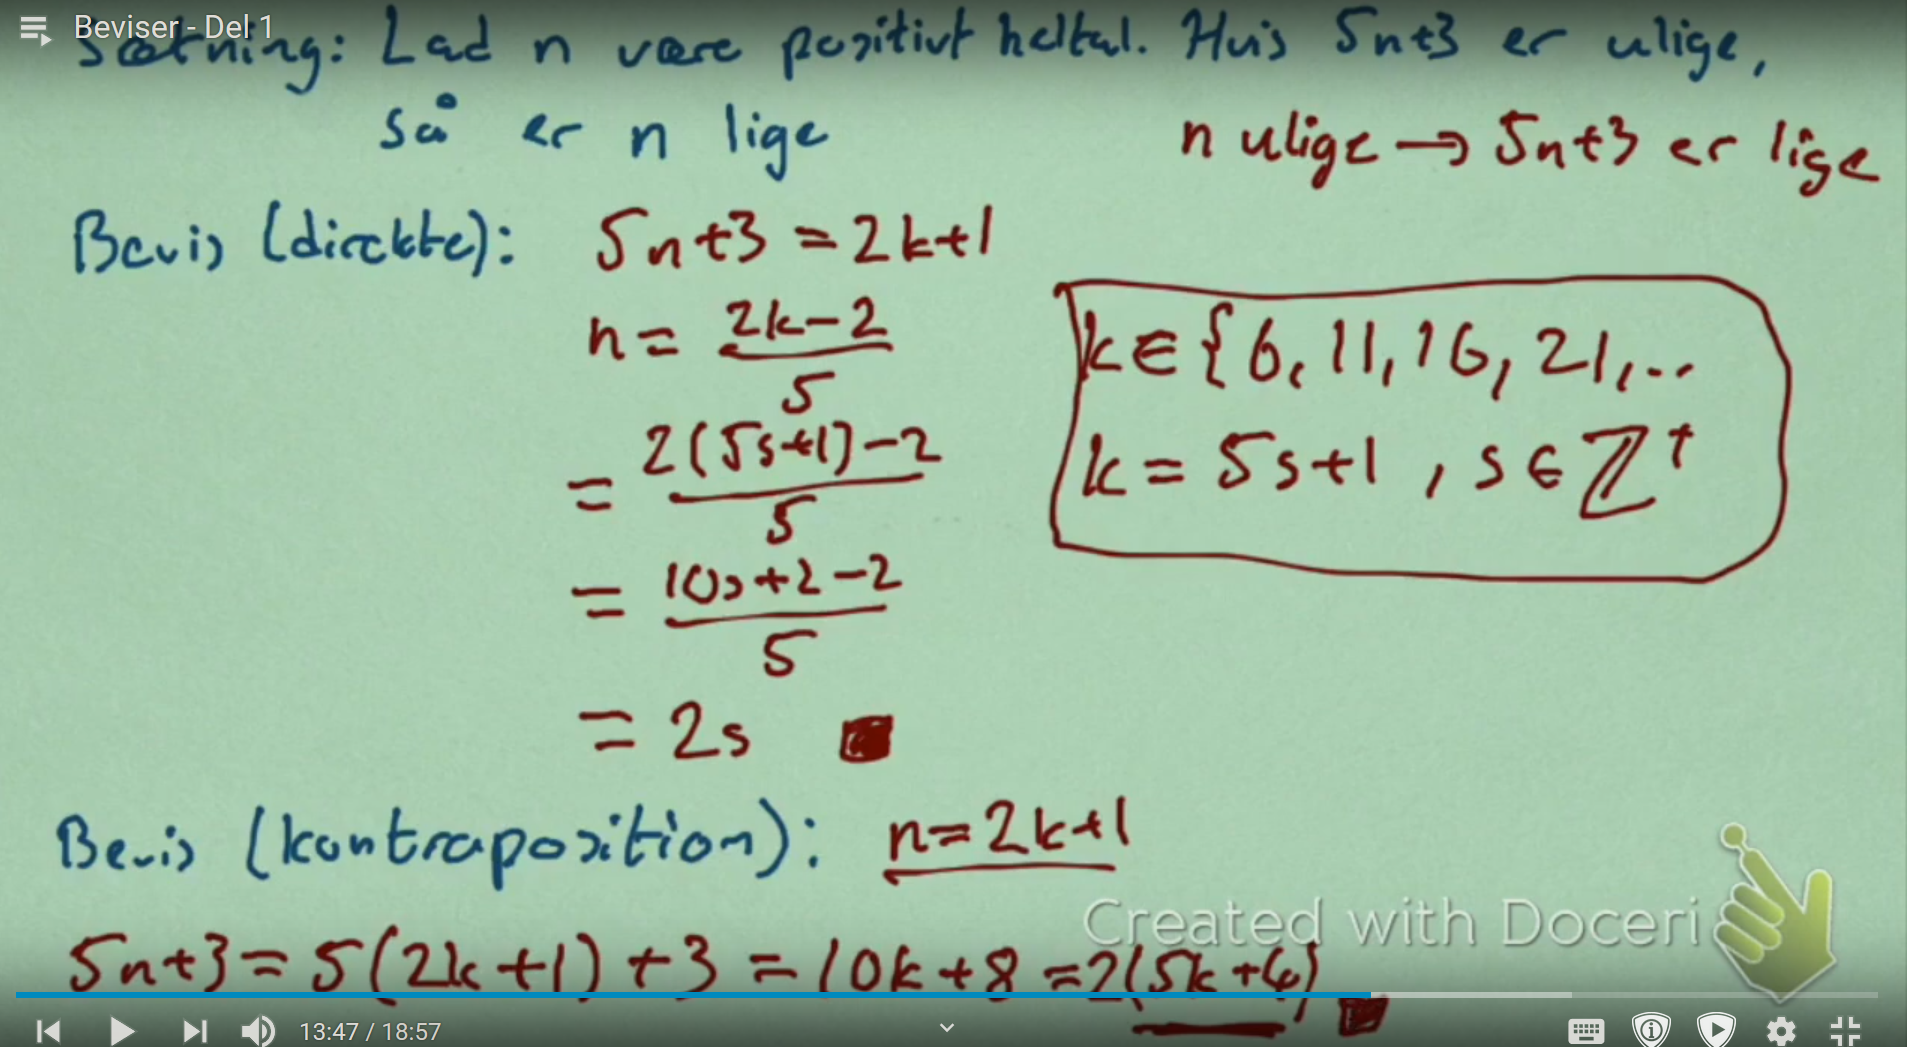 Beviser - Del 1
Sætning: Lad n være positivt heltal. Hvis 5n+3 er ulige,
så er n lige
n ulige → 5n+3 er lige
Bevis (direkte): 5n+3 = 2k+1
n = \frac{2k-2}{5}
= \frac{2(5s+1)-2}{5}
= \frac{10s+2-2}{5}
= 2s ■
k ∈ {6, 11, 16, 21, ..
k = 5s+1 , s ∈ ℤ⁺
Bevis (kontraposition): n=2k+1
5n+3 = 5(2k+1)+3 = 10k+8 = 2(5k+4) ■
Created with Doceri
13:47 / 18:57